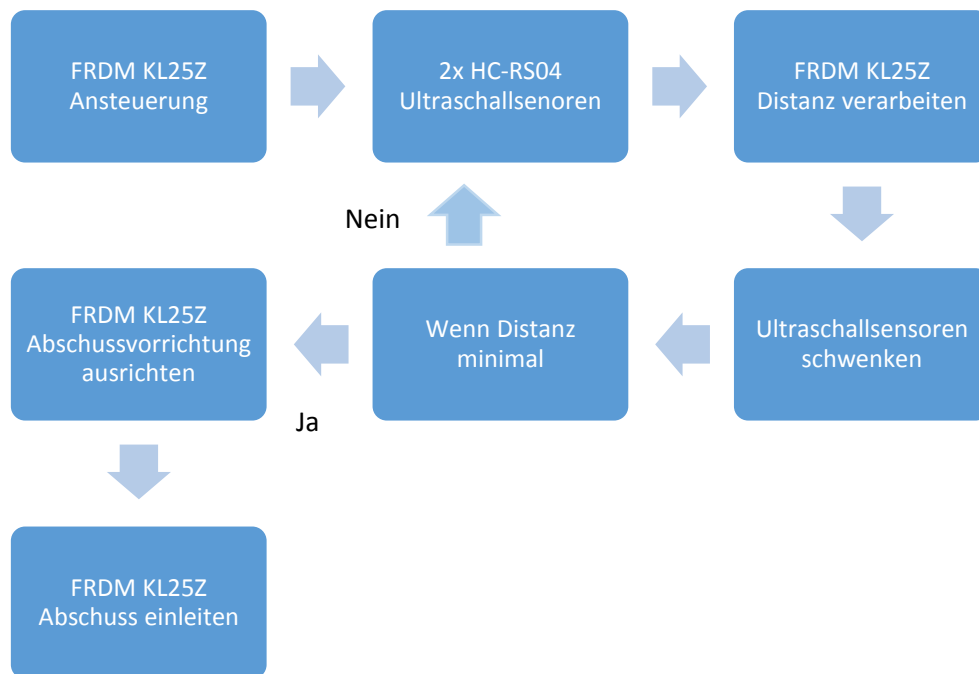 FRDM KL25Z
Ansteuerung
2x HC-RS04
Ultraschallsenoren
FRDM KL25Z
Distanz verarbeiten
Nein
FRDM KL25Z
Abschussvorrichtung
ausrichten
Wenn Distanz
minimal
Ultraschallsensoren
schwenken
Ja
FRDM KL25Z
Abschuss einleiten